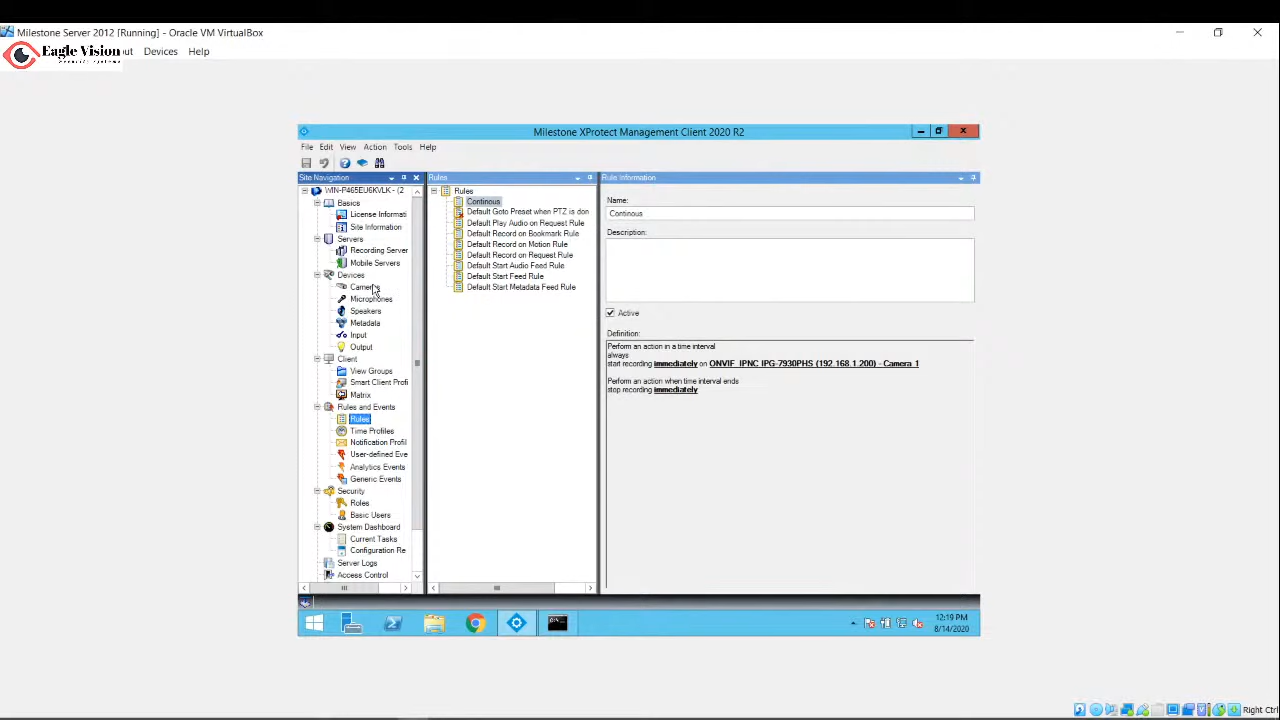 Milestone Server 2012 [Running] - Oracle VM VirtualBox
Eagle Vision
out Devices Help
Milestone XProtect Management Client 2020 R2
File Edit View Action Tools Help
Site Navigation
WIN-P465EU6KVLK - (2
Basics
License Informati
Site Information
Servers
Recording Server
Mobile Servers
Devices
Cameras
Microphones
Speakers
Metadata
Input
Output
Client
View Groups
Smart Client Profi
Matrix
Rules and Events
Rules
Time Profiles
Notification Profil
User-defined Eve
Analytics Events
Generic Events
Security
Roles
Basic Users
System Dashboard
Current Tasks
Configuration Re
Server Logs
Access Control
Rules
Rules
Continous
Default Goto Preset when PTZ is don
Default Play Audio on Request Rule
Default Record on Bookmark Rule
Default Record on Motion Rule
Default Record on Request Rule
Default Start Audio Feed Rule
Default Start Feed Rule
Default Start Metadata Feed Rule
Rule Information
Name:
Continous
Description:
Active
Definition:
Perform an action in a time interval
always
start recording immediately on ONVIF_IPNC IPG-7930PHS (192.168.1.200) - Camera 1
Perform an action when time interval ends
stop recording immediately
12:19 PM
8/14/2020
Right Ctrl